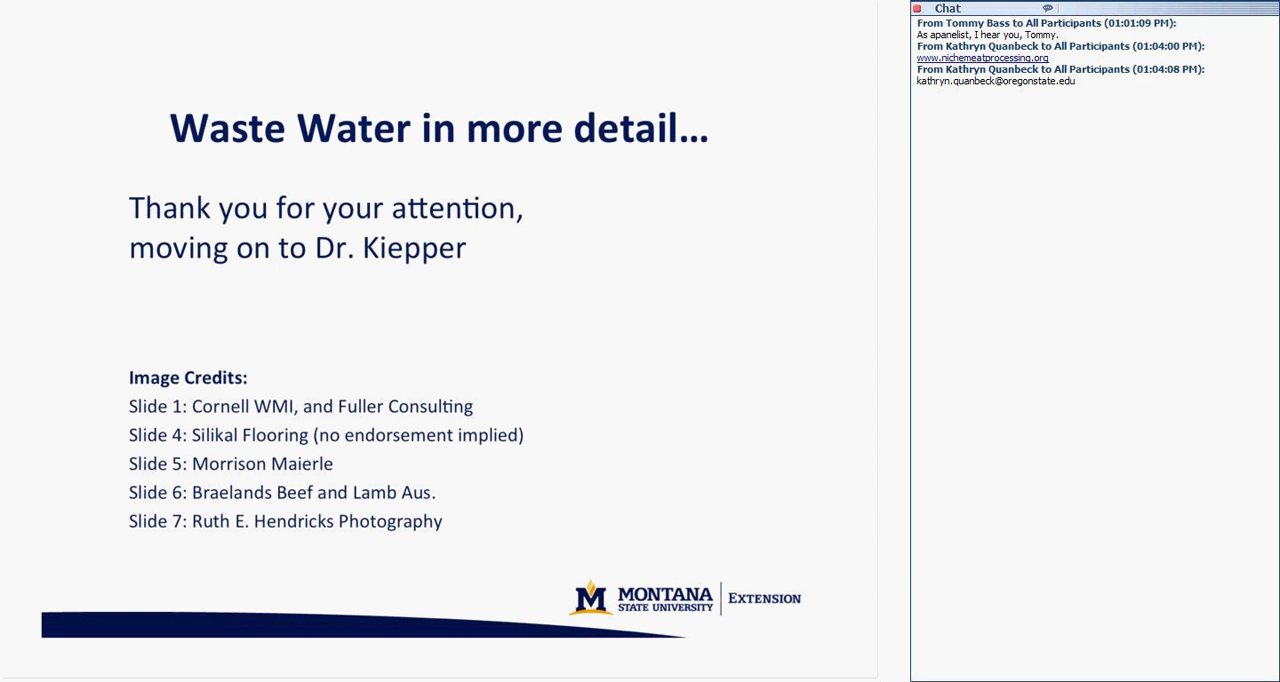 Waste Water in more detail...
Thank you for your attention,
moving on to Dr. Kiepper
Image Credits:
Slide 1: Cornell WMI, and Fuller Consulting
Slide 4: Silikal Flooring (no endorsement implied)
Slide 5: Morrison Maierle
Slide 6: Braelands Beef and Lamb Aus.
Slide 7: Ruth E. Hendricks Photography
M MONTANA
STATE UNIVERSITY
EXTENSION
Chat
From Tommy Bass to All Participants (01:01:09 PM):
As apanelist, I hear you, Tommy.
From Kathryn Quanbeck to All Participants (01:04:00 PM):
www.nichemeatprocessing.org
From Kathryn Quanbeck to All Participants (01:04:08 PM):
kathryn.quanbeck@oregonstate.edu